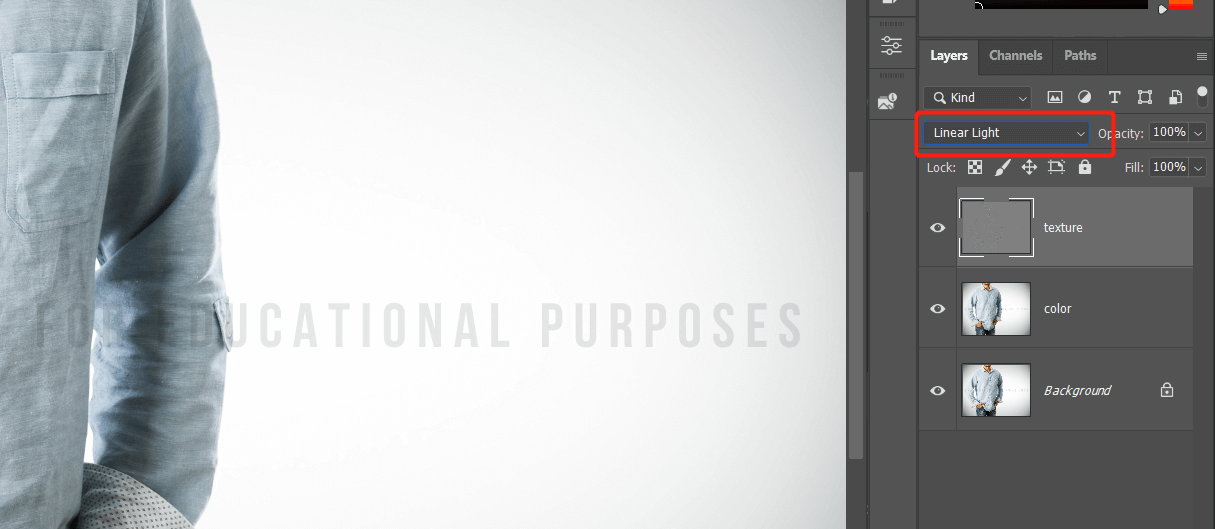 Layers Channels Paths
Kind
Linear Light Opacity: 100%
Lock: Fill: 100%
texture
FOR EDUCATIONAL PURPOSES
color
Background